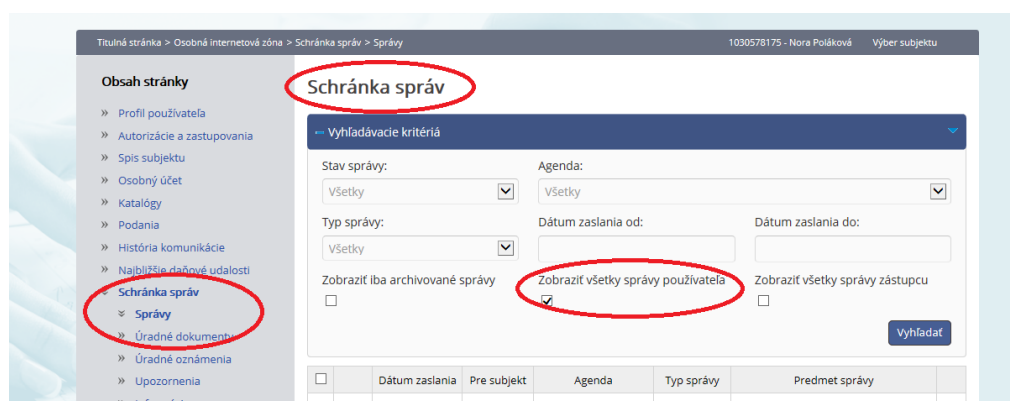 Titulná stránka > Osobná internetová zóna > Schránka správ > Správy
1030578175 - Nora Poláková Výber subjektu
Obsah stránky
» Profil používateľa
» Autorizácie a zastupovania
» Spis subjektu
» Osobný účet
» Katalógy
» Podania
» História komunikácie
» Najbližšie daňové udalosti
Schránka správ
Správy
» Úradné dokumenty
» Úradné oznámenia
» Upozornenia
Schránka správ
Vyhľadávacie kritériá
Stav správy: Agenda:
Všetky Všetky
Typ správy: Dátum zaslania od: Dátum zaslania do:
Všetky
Zobraziť iba archivované správy Zobraziť všetky správy používateľa Zobraziť všetky správy zástupcu
Vyhľadať
Dátum zaslania Pre subjekt Agenda Typ správy Predmet správy